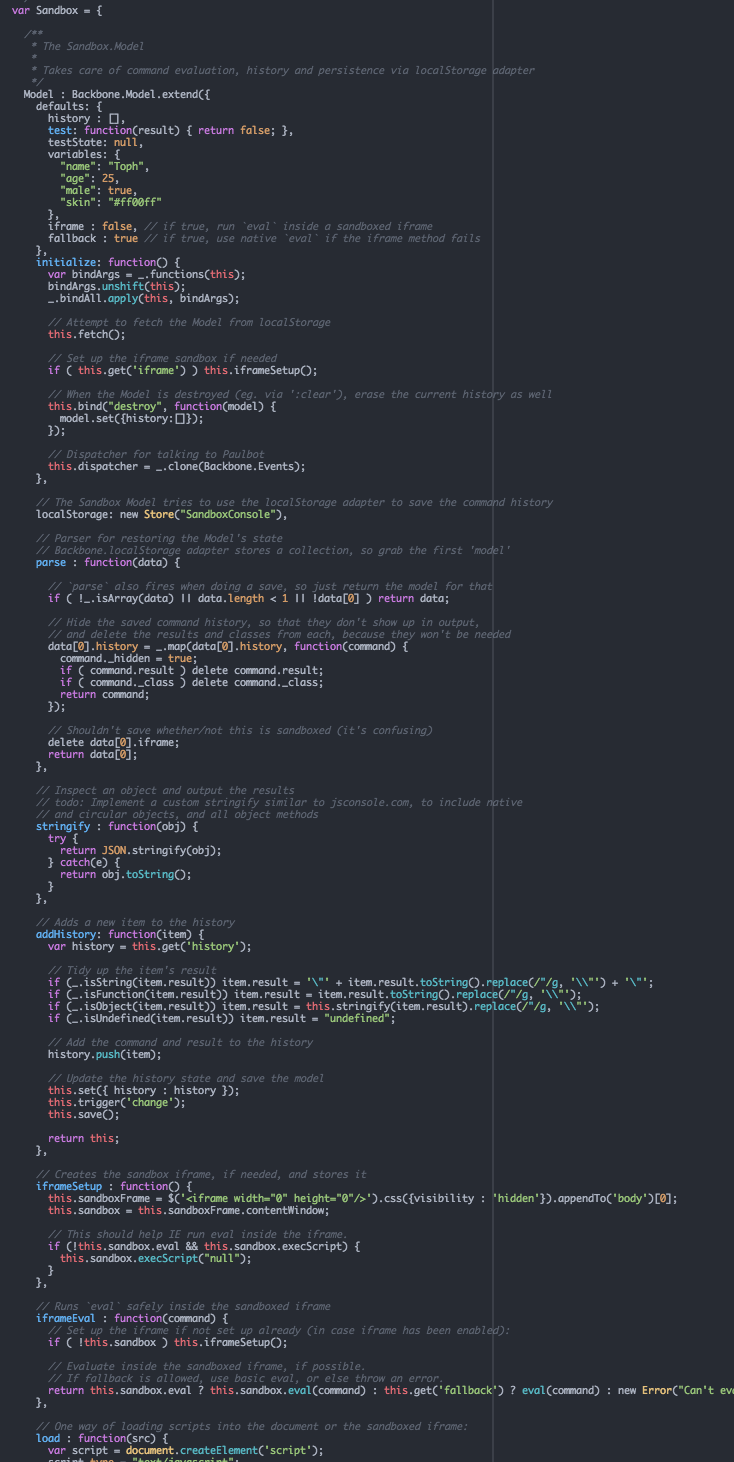 var Sandbox = {
/**
* The Sandbox.Model
*
* Takes care of command evaluation, history and persistence via localStorage adapter
*/
Model : Backbone.Model.extend({
defaults: {
history : [],
test: function(result) { return false; },
testState: null,
variables: {
"name": "Toph",
"age": 25,
"male": true,
"skin": "#ff00ff"
},
iframe : false, // if true, run `eval` inside a sandboxed iframe
fallback : true // if true, use native `eval` if the iframe method fails
},
initialize: function() {
var bindArgs = _.functions(this);
bindArgs.unshift(this);
_.bindAll.apply(this, bindArgs);
// Attempt to fetch the Model from localStorage
this.fetch();
// Set up the iframe sandbox if needed
if ( this.get('iframe') ) this.iframeSetup();
// When the Model is destroyed (eg. via ':clear'), erase the current history as well
this.bind("destroy", function(model) {
model.set({history:[]});
});
// Dispatcher for talking to Paulbot
this.dispatcher = _.clone(Backbone.Events);
},
// The Sandbox Model tries to use the localStorage adapter to save the command history
localStorage: new Store("SandboxConsole"),
// Parser for restoring the Model's state
// Backbone.localStorage adapter stores a collection, so grab the first 'model'
parse : function(data) {
// `parse` also fires when doing a save, so just return the model for that
if ( !_.isArray(data) || data.length < 1 || !data[0] ) return data;
// Hide the saved command history, so that they don't show up in output,
// and delete the results and classes from each, because they won't be needed
data[0].history = _.map(data[0].history, function(command) {
command._hidden = true;
if ( command.result ) delete command.result;
if ( command._class ) delete command._class;
return command;
});
// Shouldn't save whether/not this is sandboxed (it's confusing)
delete data[0].iframe;
return data[0];
},
// Inspect an object and output the results
// todo: Implement a custom stringify similar to jsconsole.com, to include native
// and circular objects, and all object methods
stringify : function(obj) {
try {
return JSON.stringify(obj);
} catch(e) {
return obj.toString();
}
},
// Adds a new item to the history
addHistory: function(item) {
var history = this.get('history');
// Tidy up the item's result
if (_.isString(item.result)) item.result = '\"' + item.result.toString().replace(/"/g, '\\"') + '\"';
if (_.isFunction(item.result)) item.result = item.result.toString().replace(/"/g, '\\"');
if (_.isObject(item.result)) item.result = this.stringify(item.result).replace(/"/g, '\\"');
if (_.isUndefined(item.result)) item.result = "undefined";
// Add the command and result to the history
history.push(item);
// Update the history state and save the model
this.set({ history : history });
this.trigger('change');
this.save();
return this;
},
// Creates the sandbox iframe, if needed, and stores it
iframeSetup : function() {
this.sandboxFrame = $('<iframe width="0" height="0"/>').css({visibility : 'hidden'}).appendTo('body')[0];
this.sandbox = this.sandboxFrame.contentWindow;
// This should help IE run eval inside the iframe.
if (!this.sandbox.eval && this.sandbox.execScript) {
this.sandbox.execScript("null");
}
},
// Runs `eval` safely inside the sandboxed iframe
iframeEval : function(command) {
// Set up the iframe if not set up already (in case iframe has been enabled):
if ( !this.sandbox ) this.iframeSetup();
// Evaluate inside the sandboxed iframe, if possible.
// If fallback is allowed, use basic eval, or else throw an error.
return this.sandbox.eval ? this.sandbox.eval(command) : this.get('fallback') ? eval(command) : new Error("Can't eva
},
// One way of loading scripts into the document or the sandboxed iframe:
load : function(src) {
var script = document.createElement('script');
script.type = "text/javascript";